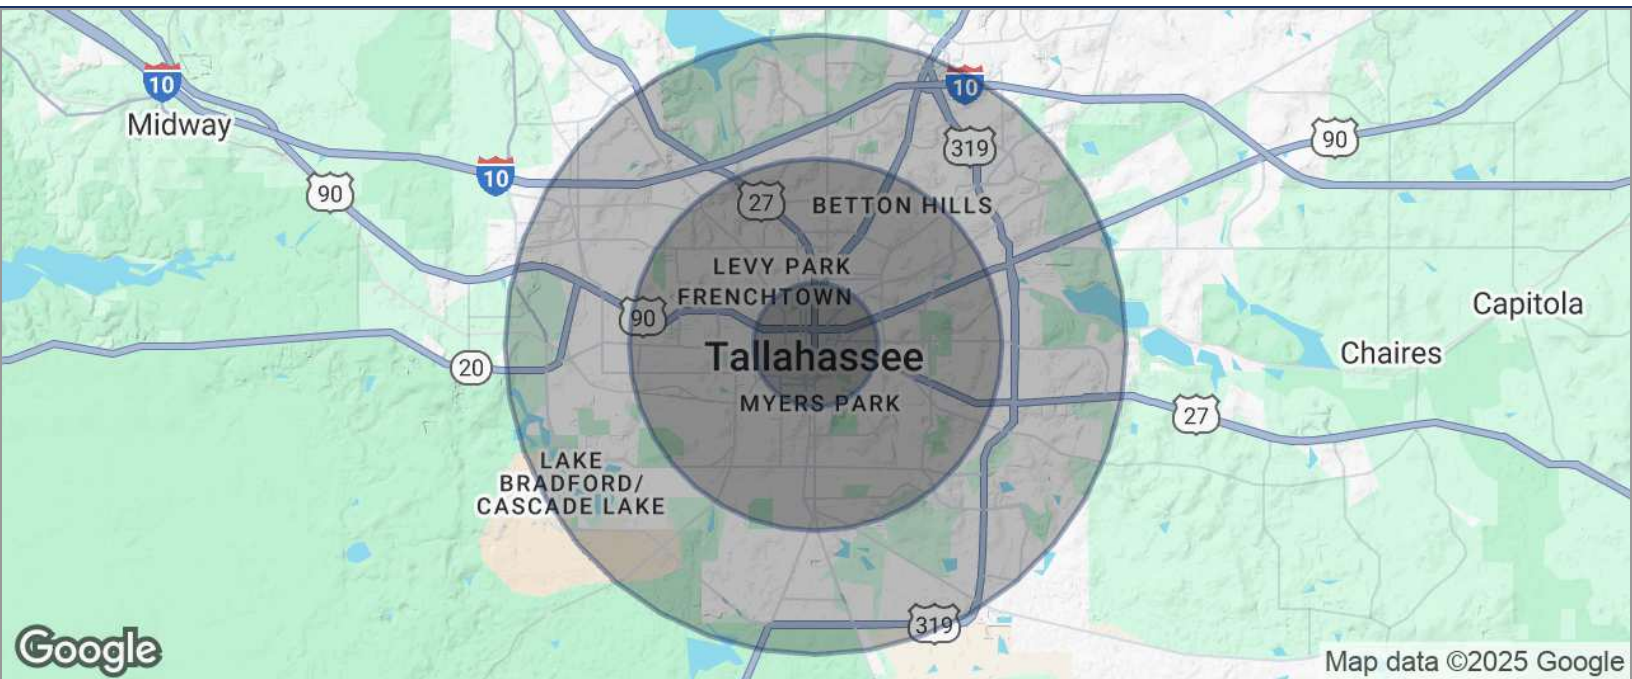 10
10
Midway
319
90
10
90
27
BETTON HILLS
LEVY PARK
FRENCHTOWN
90
Capitola
Tallahassee
Chaires
20
MYERS PARK
27
LAKE
BRADFORD/
CASCADE LAKE
319
Google
Map data ©2025 Google